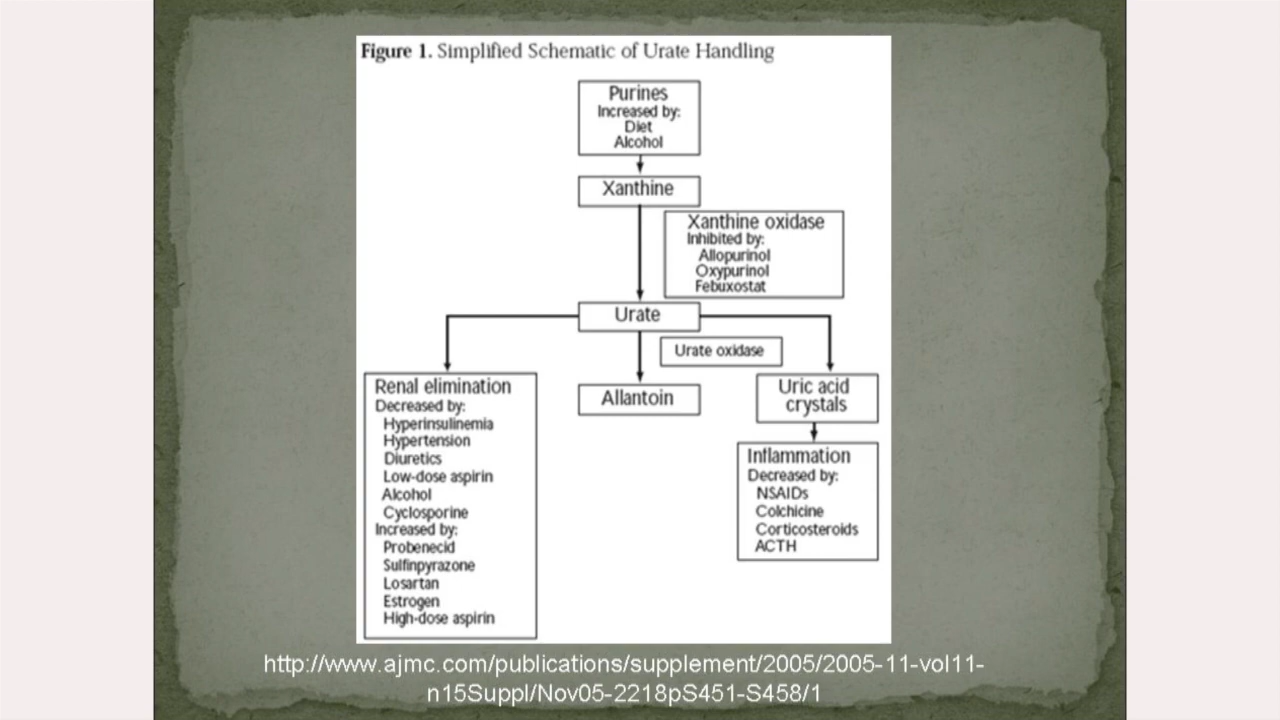 Figure 1. Simplified Schematic of Urate Handling
Purines
Increased by:
Diet
Alcohol
Xanthine
Xanthine oxidase
Inhibited by:
Allopurinol
Oxypurinol
Febuxostat
Urate
Urate oxidase
Renal elimination
Decreased by:
Hyperinsulinemia
Hypertension
Diuretics
Low-dose aspirin
Alcohol
Cyclosporine
Increased by:
Probenecid
Sulfinpyrazone
Losartan
Estrogen
High-dose aspirin
Allantoin
Uric acid
crystals
Inflammation
Decreased by:
NSAIDs
Colchicine
Corticosteroids
ACTH
http://www.ajmc.com/publications/supplement/2005/2005-11-vol11-
n15Suppl/Nov05-2218pS451-S458/1